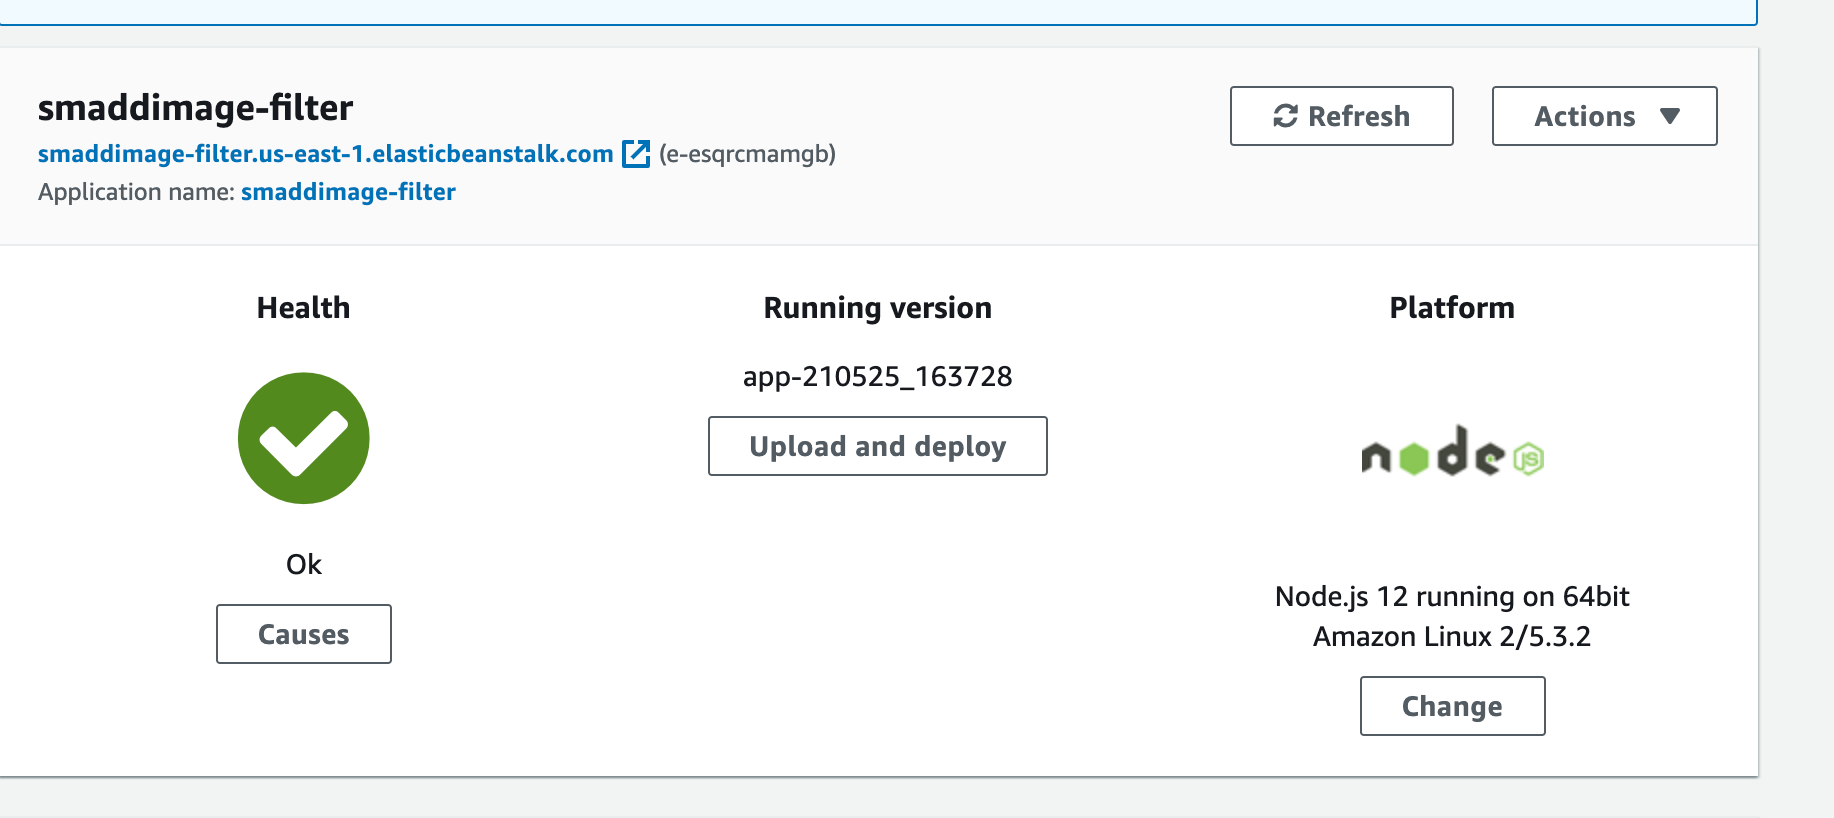 smaddimage-filter
smaddimage-filter.us-east-1.elasticbeanstalk.com (e-esqrcmamgb)
Application name: smaddimage-filter
Refresh
Actions
Health
Ok
Causes
Running version
app-210525_163728
Upload and deploy
Platform
node JS
Node.js 12 running on 64bit
Amazon Linux 2/5.3.2
Change